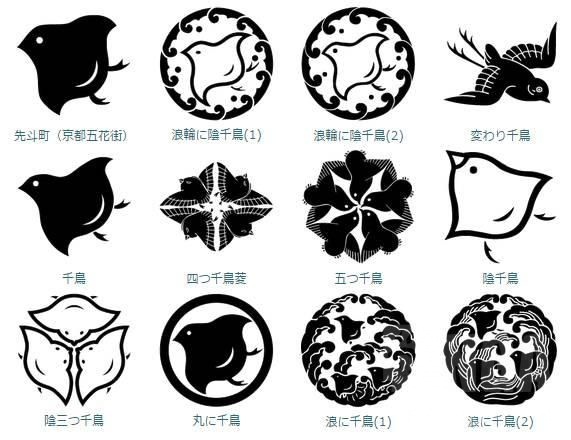 先斗町（京都五花街）
浪輪に陰千鳥(1)
浪輪に陰千鳥(2)
変わり千鳥
千鳥
四つ千鳥菱
五つ千鳥
陰千鳥
陰三つ千鳥
丸に千鳥
浪に千鳥(1)
浪に千鳥(2)